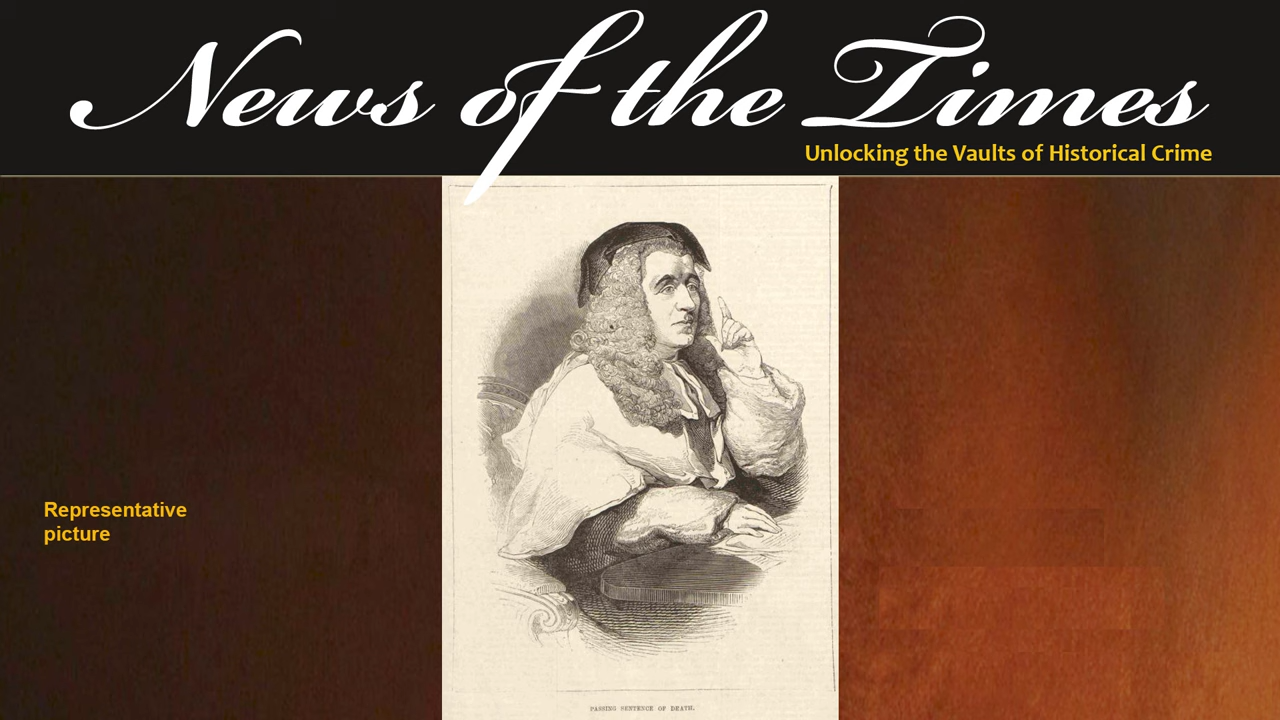 News of the Times
Unlocking the Vaults of Historical Crime
Representative
picture
PASSING SENTENCE OF DEATH.